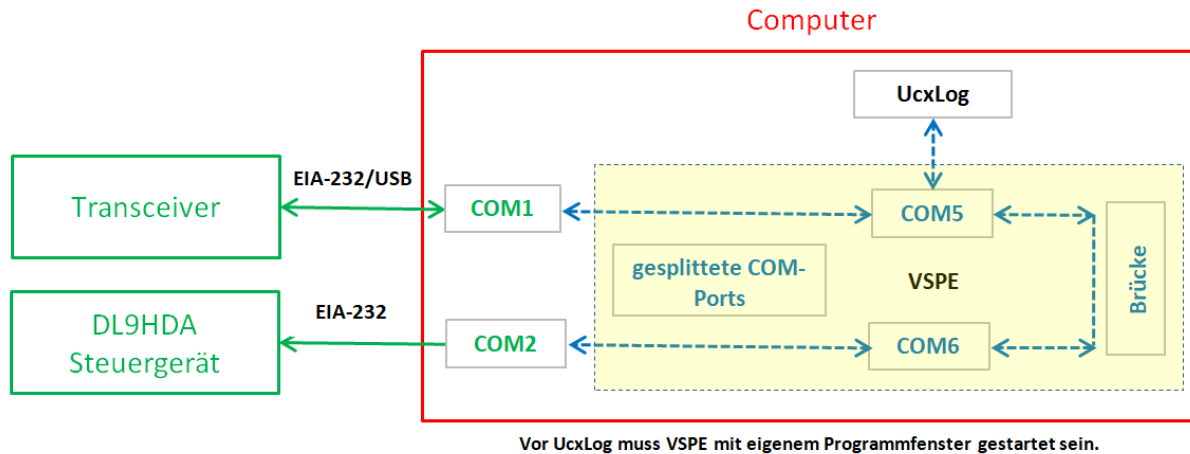 Computer
UcxLog
EIA-232/USB
Transceiver
COM1
COM5
gesplittete COM-
Ports
VSPE
Brücke
EIA-232
DL9HDA
Steuergerät
COM2
COM6
Vor UcxLog muss VSPE mit eigenem Programmfenster gestartet sein.